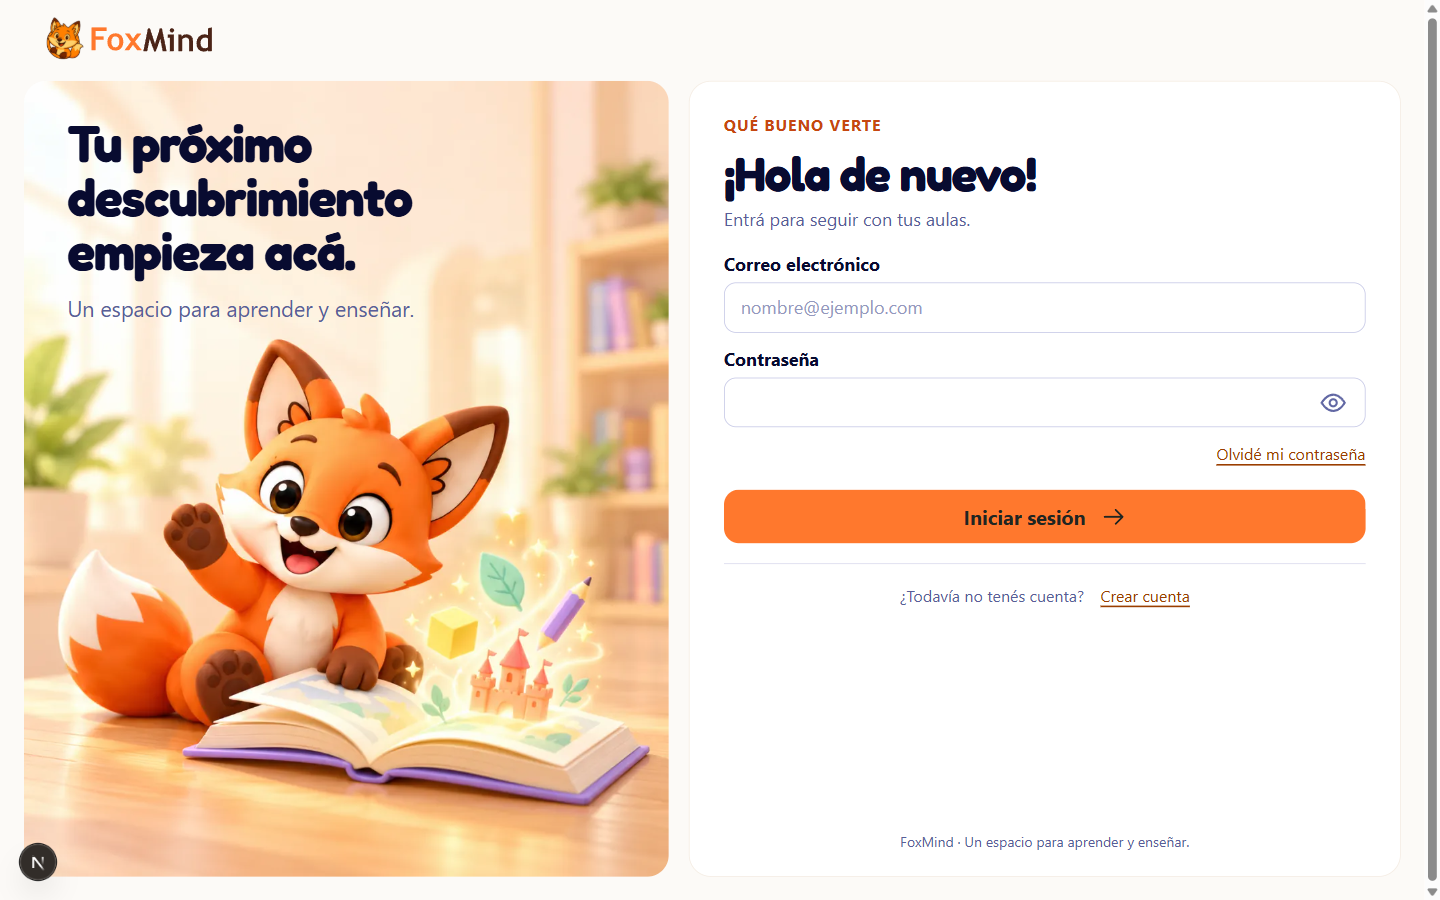 FoxMind
Tu próximo
descubrimiento
empieza acá.
Un espacio para aprender y enseñar.
QUÉ BUENO VERTE
¡Hola de nuevo!
Entrá para seguir con tus aulas.
Correo electrónico
nombre@ejemplo.com
Contraseña
Olvidé mi contraseña
Iniciar sesión →
¿Todavía no tenés cuenta? Crear cuenta
FoxMind · Un espacio para aprender y enseñar.
N